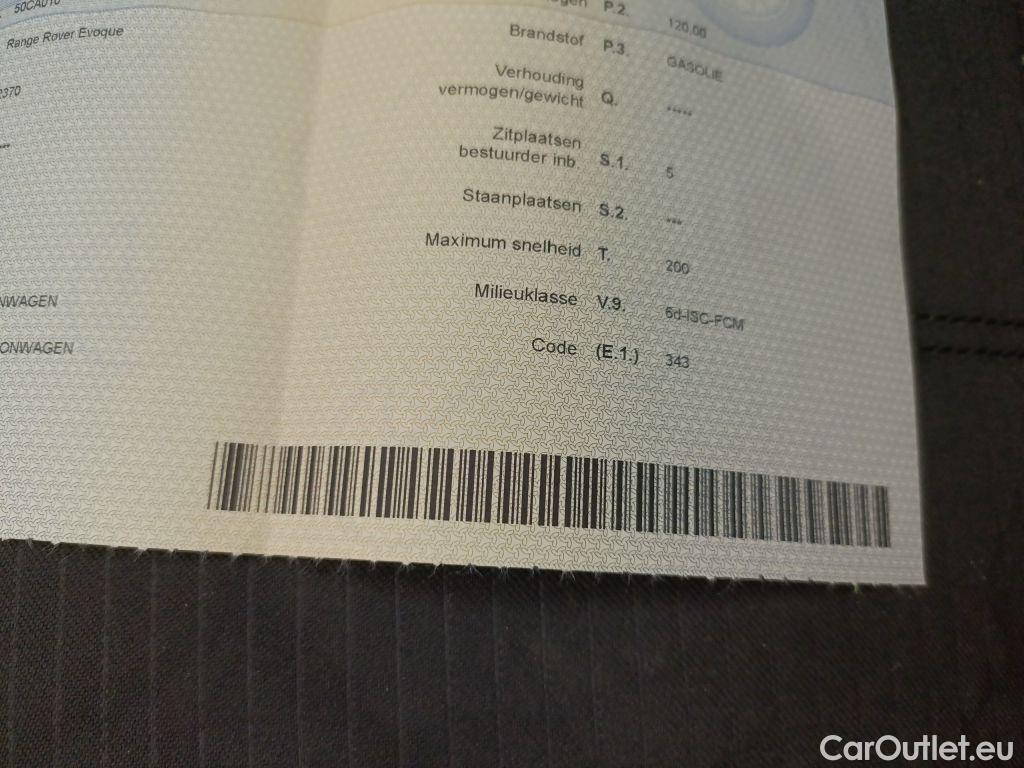 50CA010
Range Rover Evoque
2370
***
NWAGEN
ONWAGEN
ogen P.2. 120.00
Brandstof P.3. GASOLIE
Verhouding
vermogen/gewicht Q. *****
Zitplaatsen
bestuurder inb. S.1. 5
Staanplaatsen S.2. ***
Maximum snelheid T. 200
Milieuklasse V.9. 6d-ISC-FCM
Code (E.1.) 343
CarOutlet.eu